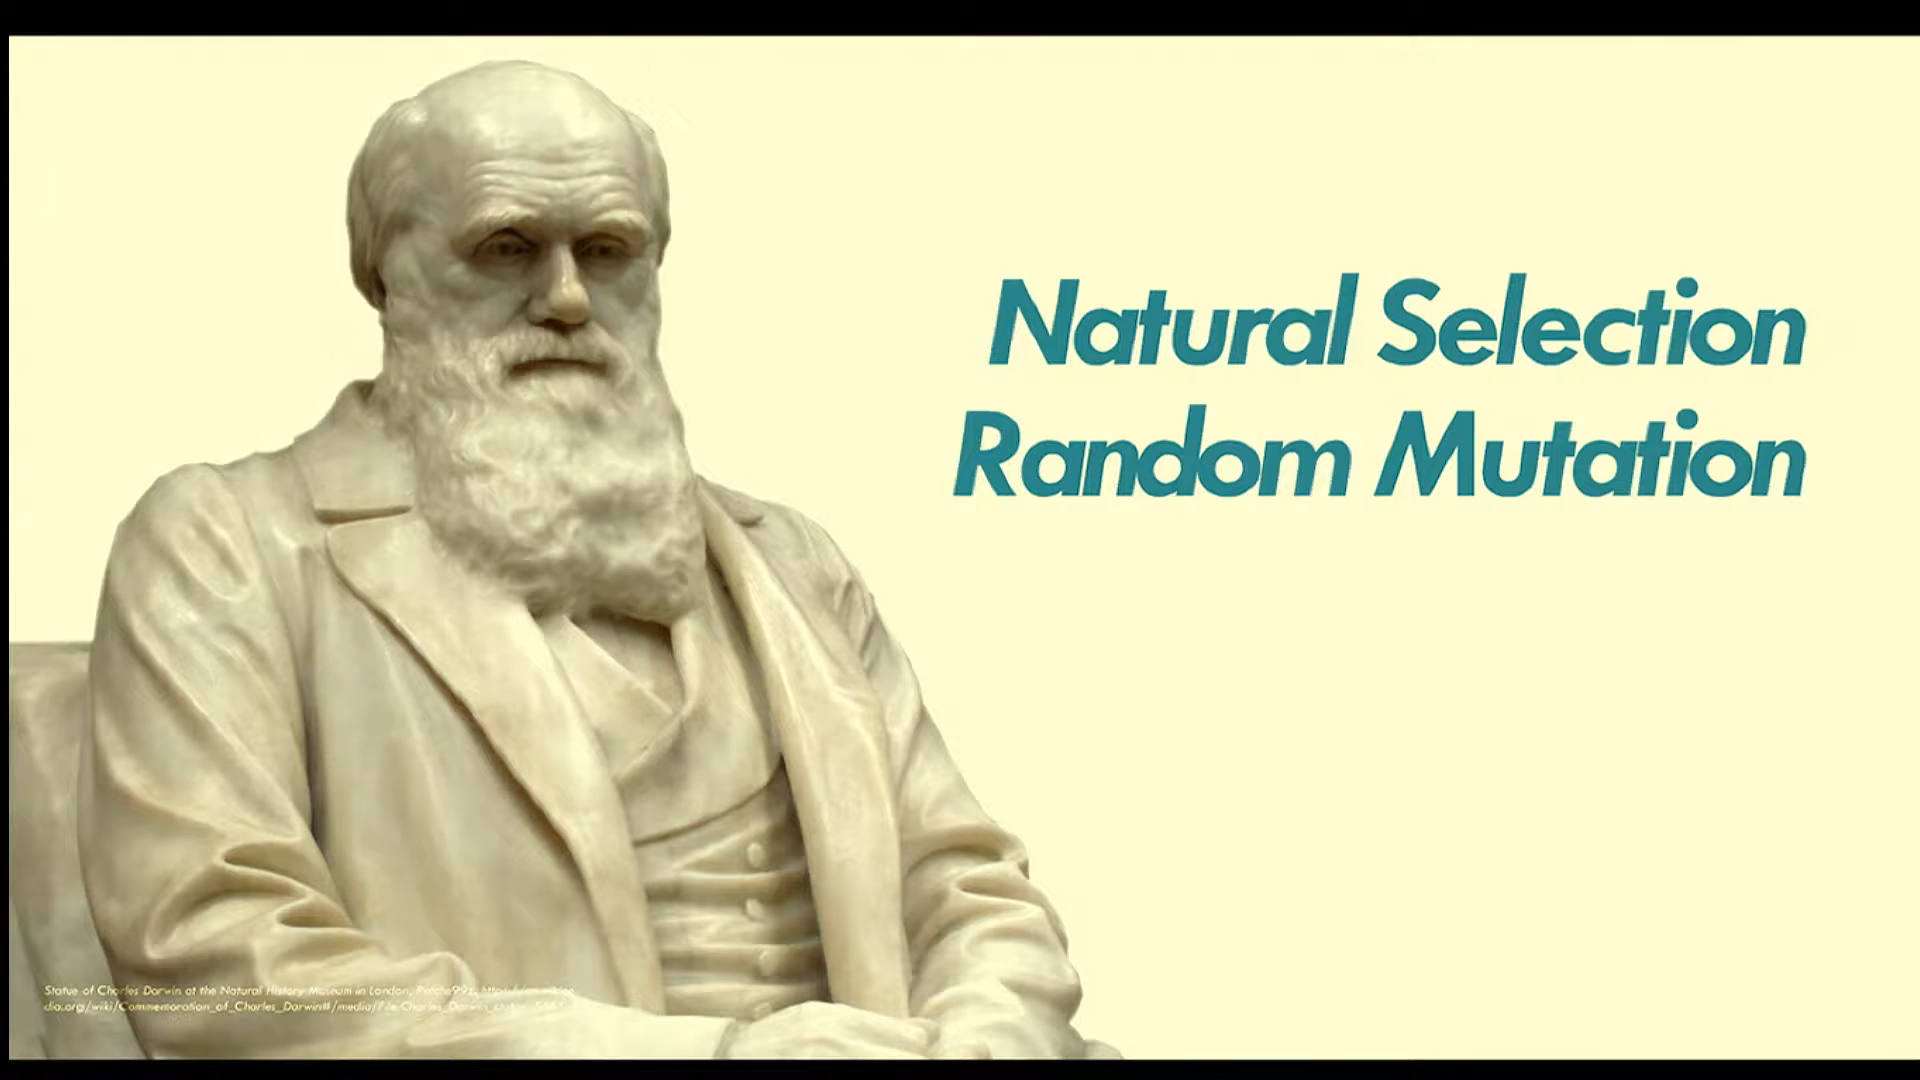 Natural Selection
Random Mutation
Statue of Charles Darwin at the Natural History Museum in London,
dia.org/wiki/Commemoration_of_Charles_Darwin#/media/File:Charles_Darwin